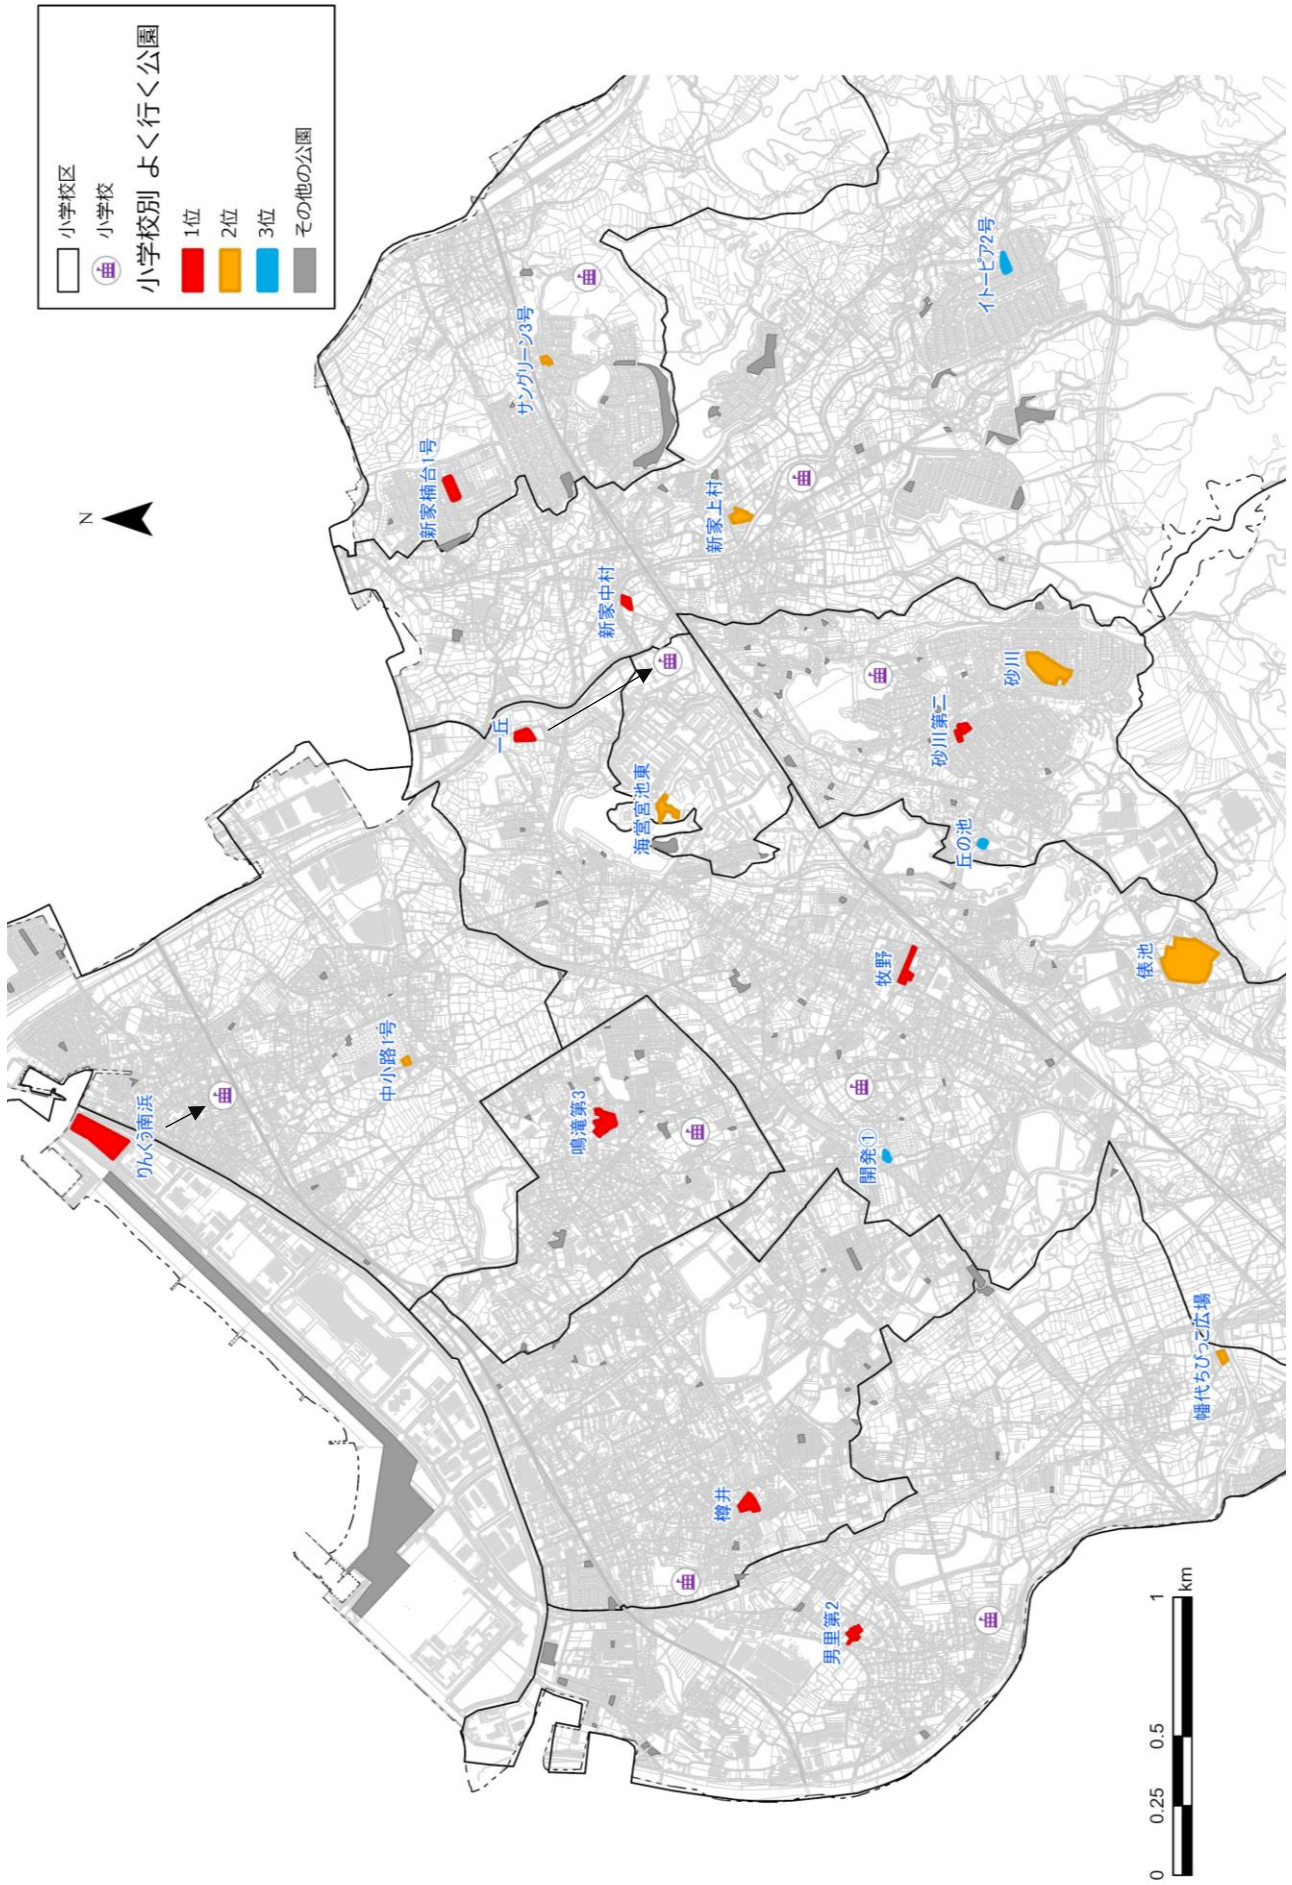 小学校区
小学校
小学校別 よく行く公園
1位
2位
3位
その他の公園
N
りんくう南浜
中小路1号
鳴滝第3
樽井
男里第2
一丘
海営宮池東
新家楠台1号
サングリーン3号
新家中村
新家上村
イトーピア2号
砂川
砂川第二
丘の池
牧野
俵池
開発①
幡代ちびっこ広場
0 0.25 0.5 1
km